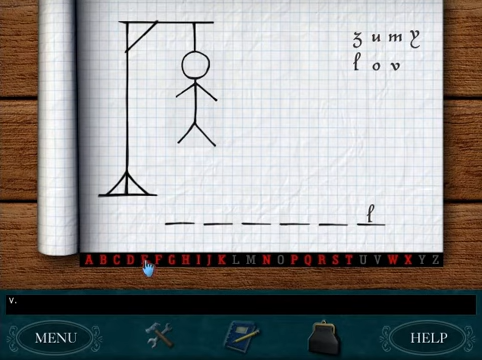 z u m y
l o v
l
A B C D E F G H I J K L M N O P Q R S T U V W X Y Z
v.
MENU
HELP